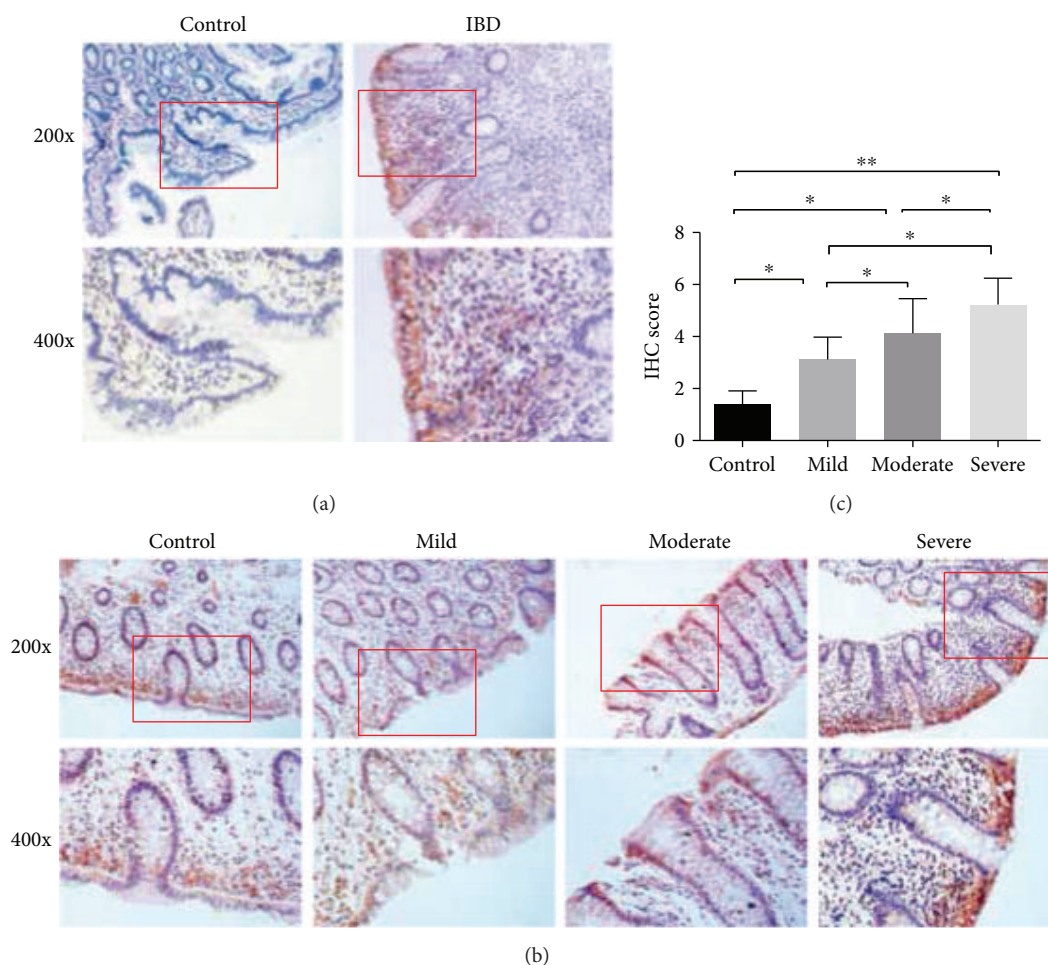 Control IBD
200x
400x
(a)
** 
* *
*
* *
8
6
4
2
0
IHC score
Control Mild Moderate Severe
(c)
Control Mild Moderate Severe
200x
400x
(b)